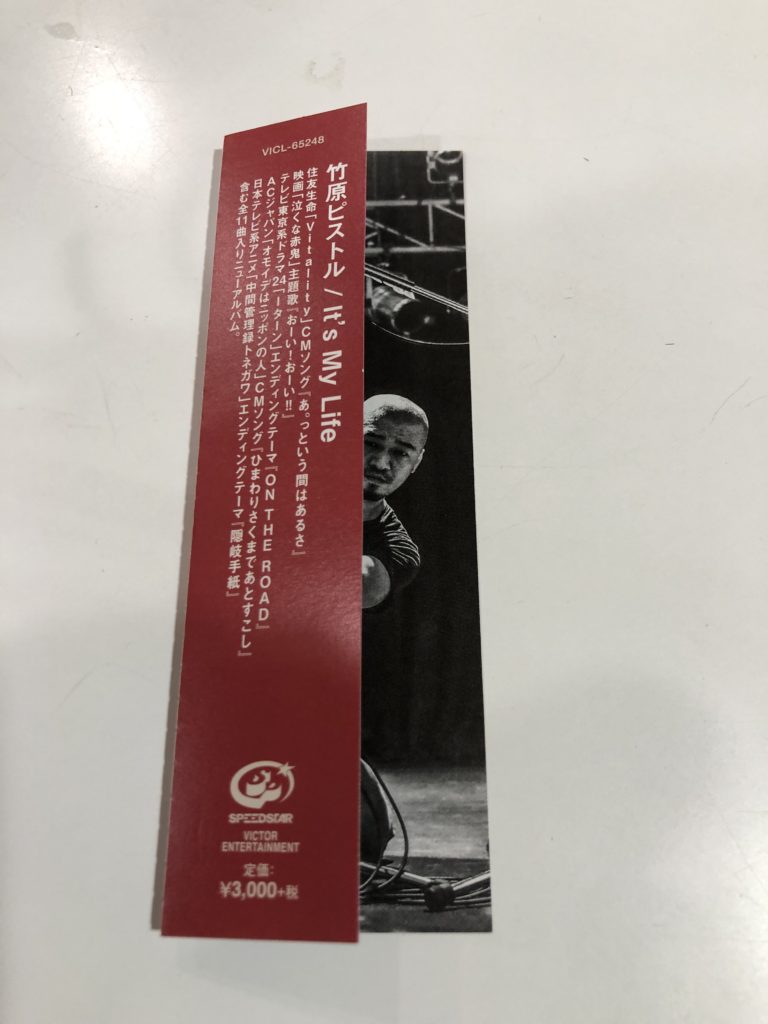 VICL-65248
竹原ピストル / It's My Life
住友生命「Vitality」CMソング『あ。っという間はあるさ』
映画「泣くな赤鬼」主題歌『おーい!おーい!!』
テレビ東京系ドラマ24「Iターン」エンディングテーマ『ON THE ROAD』
ACジャパン「オモイデはニッポンの人」CMソング『ひまわりさくまであとすこし』
日本テレビ系アニメ「中間管理録トネガワ」エンディングテーマ『隠岐手紙』
含む全11曲入りニューアルバム。
SPEEDSTAR
VICTOR
ENTERTAINMENT
定価:
¥3,000+税